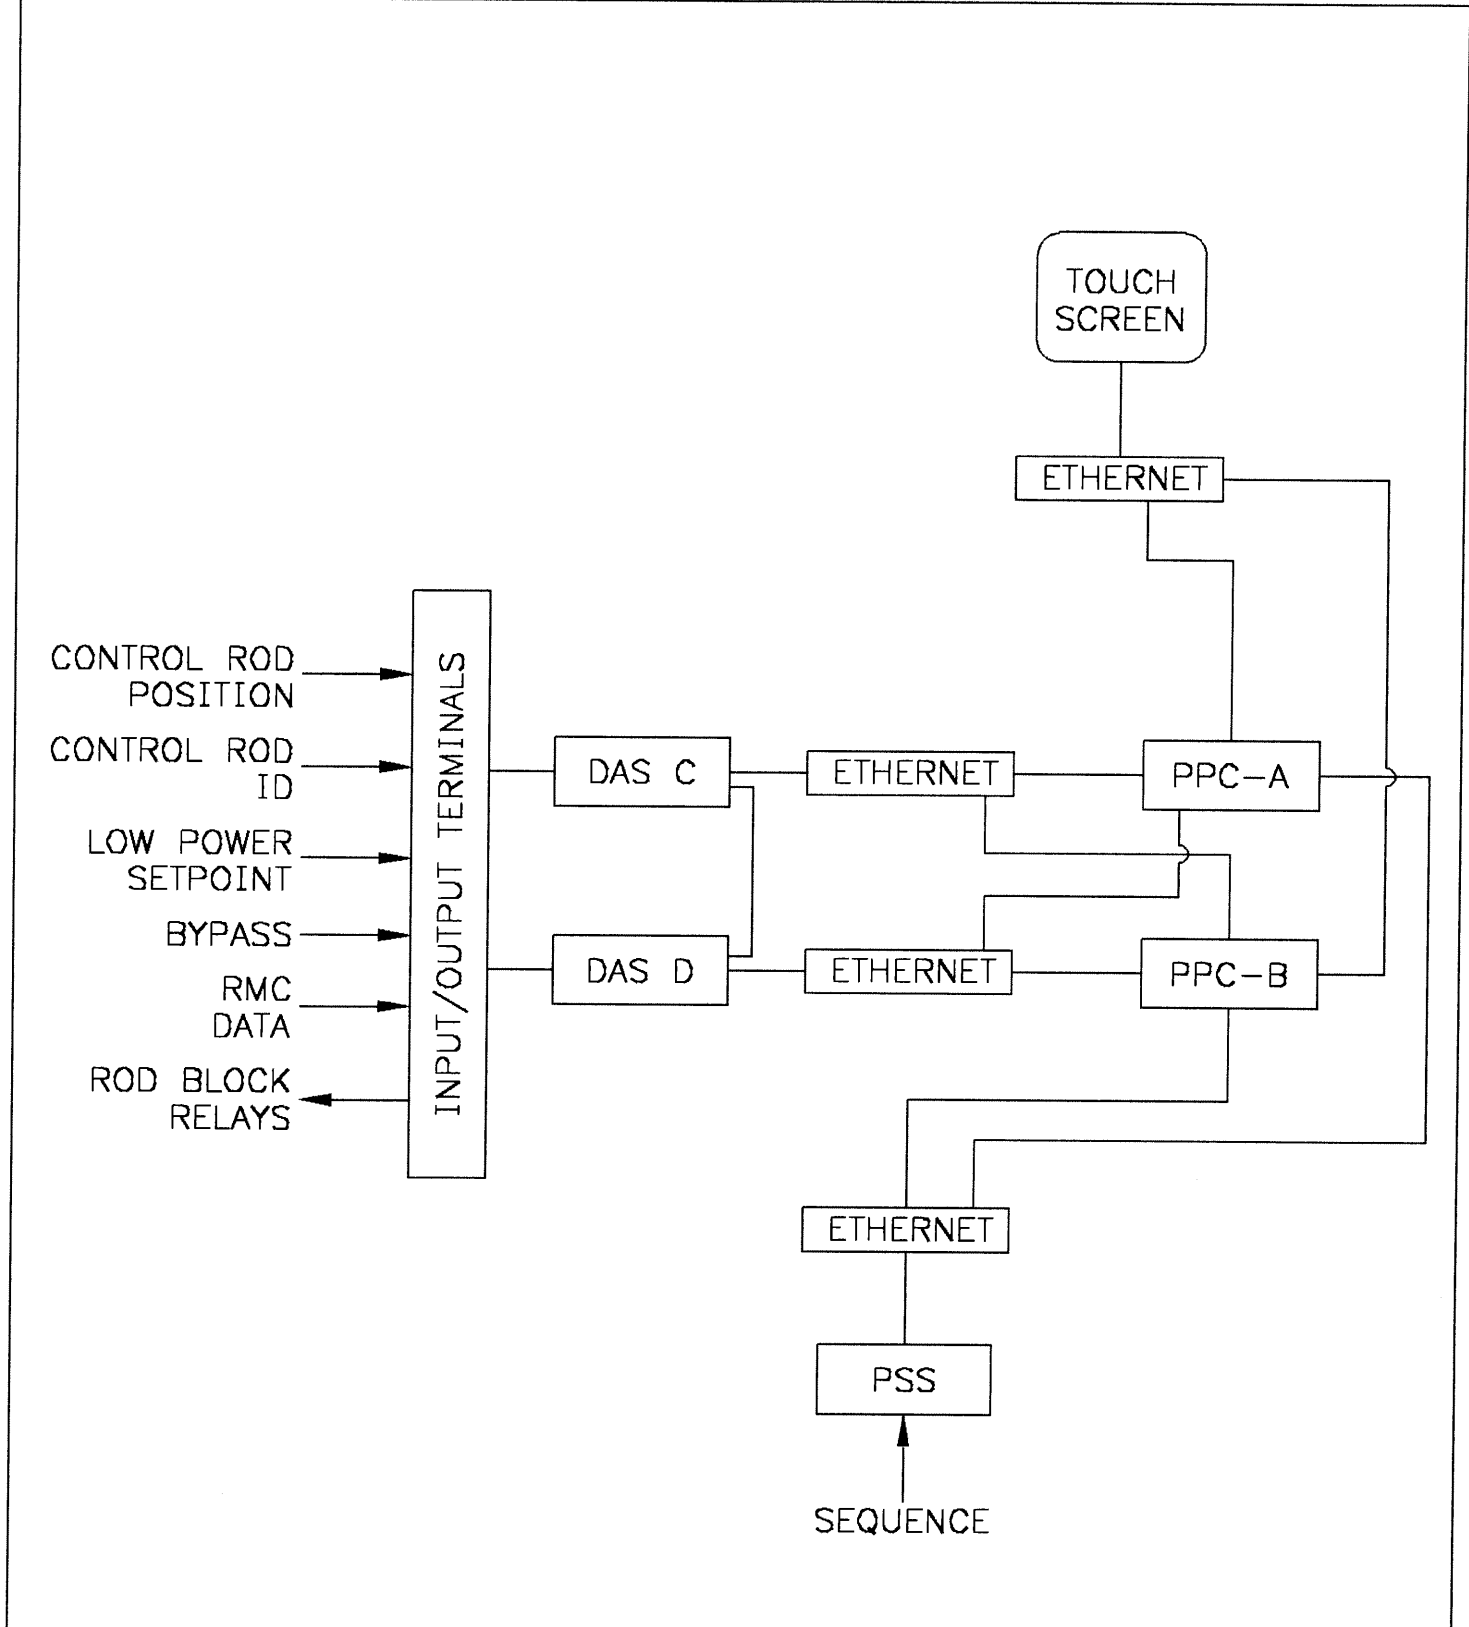 TOUCH
SCREEN
ETHERNET
CONTROL ROD
POSITION
CONTROL ROD
ID
LOW POWER
SETPOINT
BYPASS
RMC
DATA
ROD BLOCK
RELAYS
INPUT/OUTPUT TERMINALS
DAS C
ETHERNET
PPC-A
DAS D
ETHERNET
PPC-B
ETHERNET
PSS
SEQUENCE